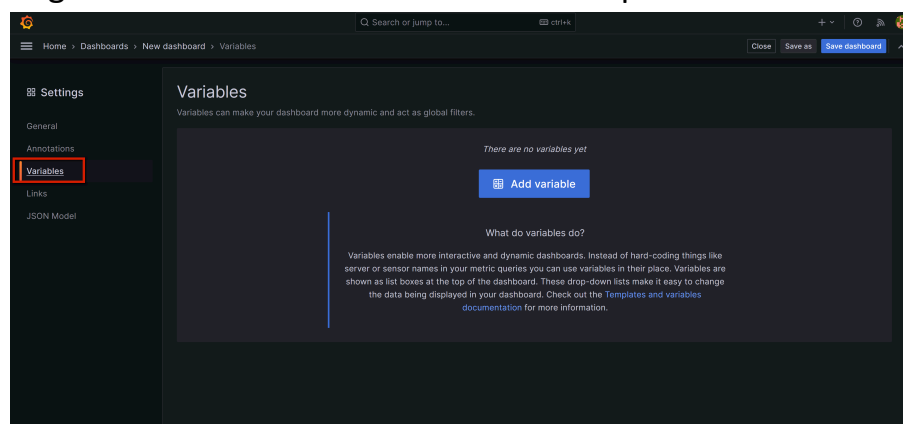 Search or jump to... ctrl+k
Home › Dashboards › New dashboard › Variables
Close Save as Save dashboard
Settings
General
Annotations
Variables
Links
JSON Model
Variables
Variables can make your dashboard more dynamic and act as global filters.
There are no variables yet
Add variable
What do variables do?
Variables enable more interactive and dynamic dashboards. Instead of hard-coding things like
server or sensor names in your metric queries you can use variables in their place. Variables are
shown as list boxes at the top of the dashboard. These drop-down lists make it easy to change
the data being displayed in your dashboard. Check out the Templates and variables
documentation for more information.